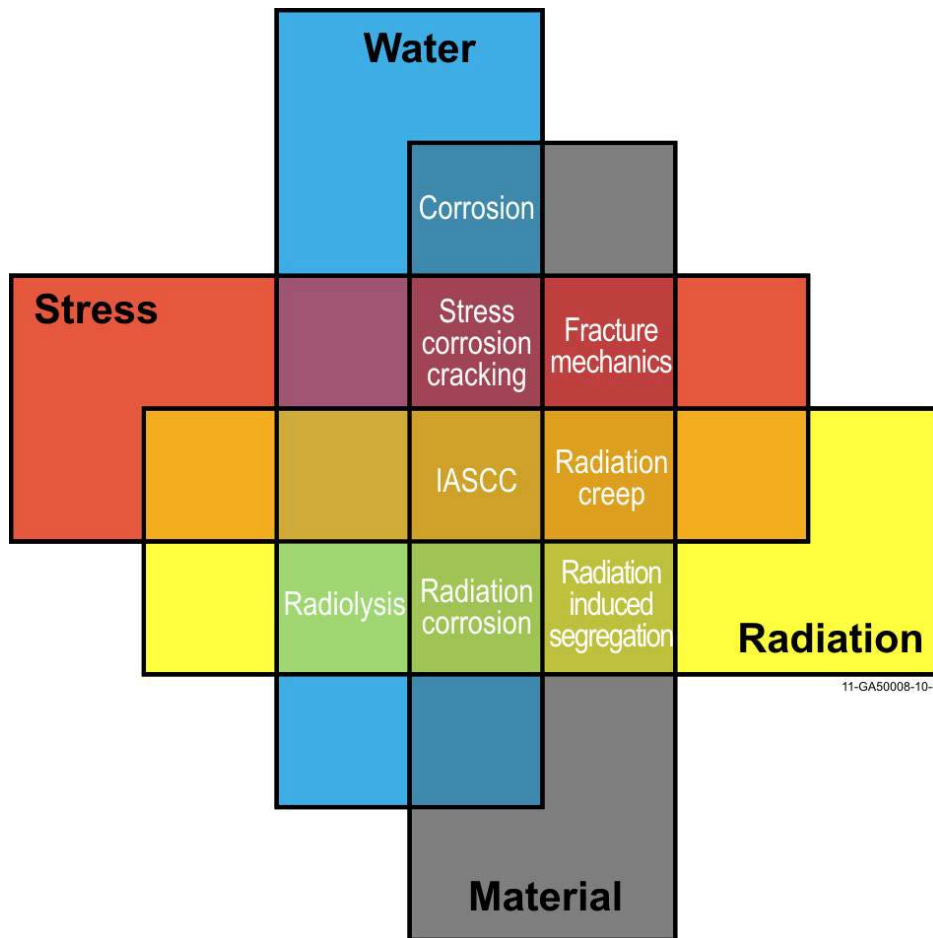 Water
Corrosion
Stress
Stress
corrosion
cracking
Fracture
mechanics
IASCC
Radiation
creep
Radiolysis
Radiation
corrosion
Radiation
induced
segregation
Radiation
11-GA50008-10-
Material